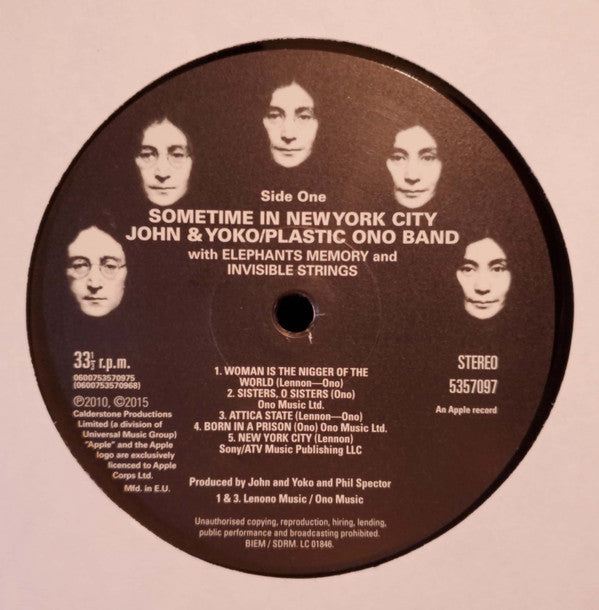 Side One
SOMETIME IN NEW YORK CITY
JOHN & YOKO/PLASTIC ONO BAND
with ELEPHANTS MEMORY and
INVISIBLE STRINGS
33⅓ r.p.m.
0600753570975
(0600753570968)
℗2010, ©2015
Calderstone Productions
Limited (a division of
Universal Music Group)
"Apple" and the Apple
logo are exclusively
licenced to Apple
Corps Ltd.
Mfd. in E.U.
1. WOMAN IS THE NIGGER OF THE
WORLD (Lennon—Ono)
2. SISTERS, O SISTERS (Ono)
Ono Music Ltd.
3. ATTICA STATE (Lennon—Ono)
4. BORN IN A PRISON (Ono) Ono Music Ltd.
5. NEW YORK CITY (Lennon)
Sony/ATV Music Publishing LLC
STEREO
5357097
An Apple record
Produced by John and Yoko and Phil Spector
1 & 3. Lenono Music / Ono Music
Unauthorised copying, reproduction, hiring, lending,
public performance and broadcasting prohibited.
BIEM / SDRM. LC 01846.